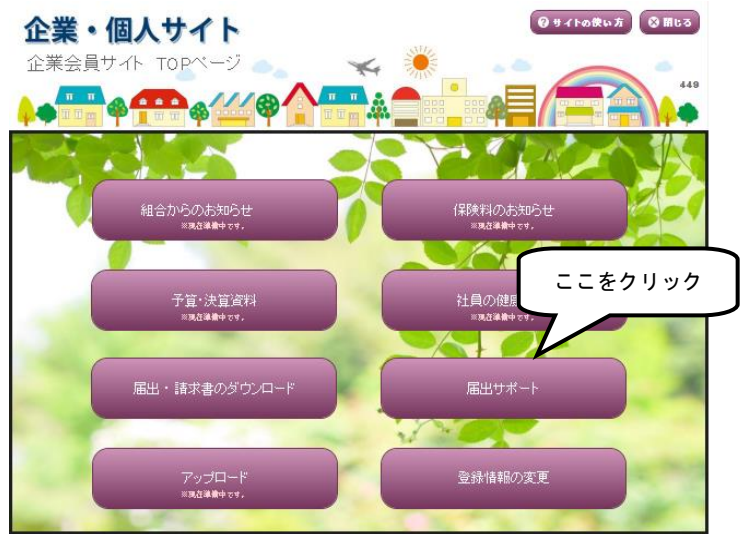 企業・個人サイト
サイトの使い方
閉じる
企業会員サイト TOPページ
449
組合からのお知らせ
※現在準備中です。
保険料のお知らせ
※現在準備中です。
ここをクリック
予算・決算資料
※現在準備中です。
社員の健康
※現在準備中です。
届出・請求書のダウンロード
届出サポート
アップロード
※現在準備中です。
登録情報の変更